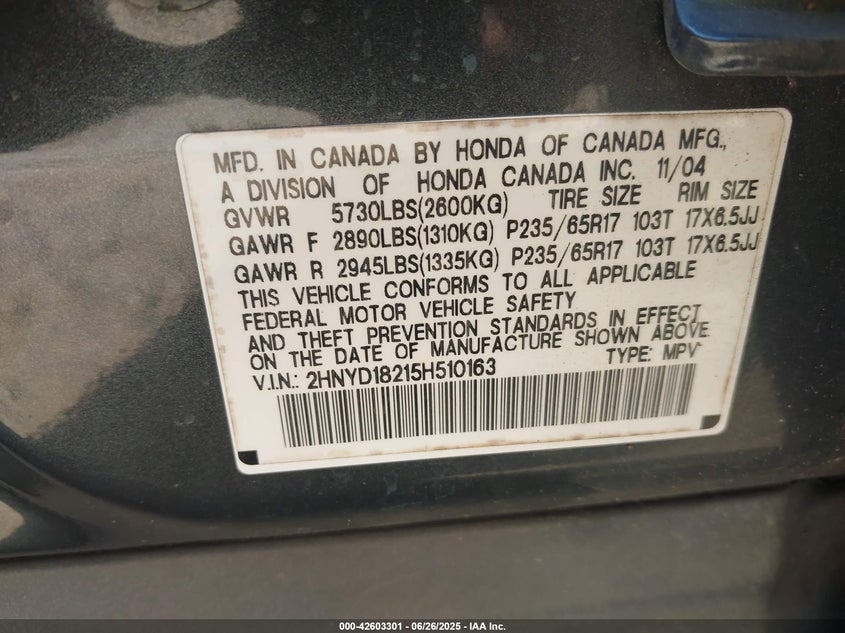 MFD. IN CANADA BY HONDA OF CANADA MFG.,
A DIVISION OF HONDA CANADA INC. 11/04
GVWR 5730LBS(2600KG) TIRE SIZE RIM SIZE
GAWR F 2890LBS(1310KG) P235/65R17 103T 17X6.5JJ
GAWR R 2945LBS(1335KG) P235/65R17 103T 17X6.5JJ
THIS VEHICLE CONFORMS TO ALL APPLICABLE
FEDERAL MOTOR VEHICLE SAFETY
AND THEFT PREVENTION STANDARDS IN EFFECT
ON THE DATE OF MANUFACTURE SHOWN ABOVE
V.I.N.: 2HNYD18215H510163 TYPE: MPV
000-42603301 - 06/26/2025 - IAA Inc.